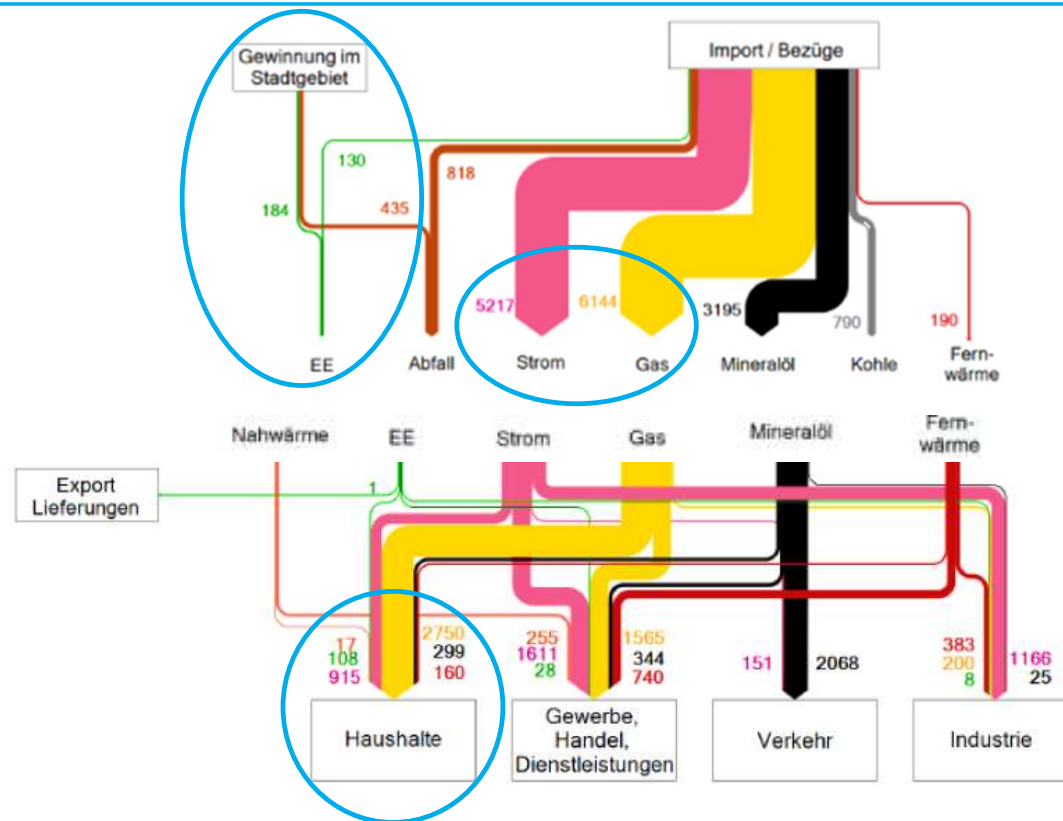 Gewinnung im
Stadtgebiet
Import / Bezüge
130
818
184
435
5217
6144
3195
790
190
EE
Abfall
Strom
Gas
Mineralöl
Kohle
Fern-
wärme
Nahwärme
EE
Strom
Gas
Mineralöl
Fern-
wärme
Export
Lieferungen
1
17
108
915
2750
299
160
255
1611
28
1565
344
740
151
2068
383
200
8
1166
25
Haushalte
Gewerbe,
Handel,
Dienstleistungen
Verkehr
Industrie